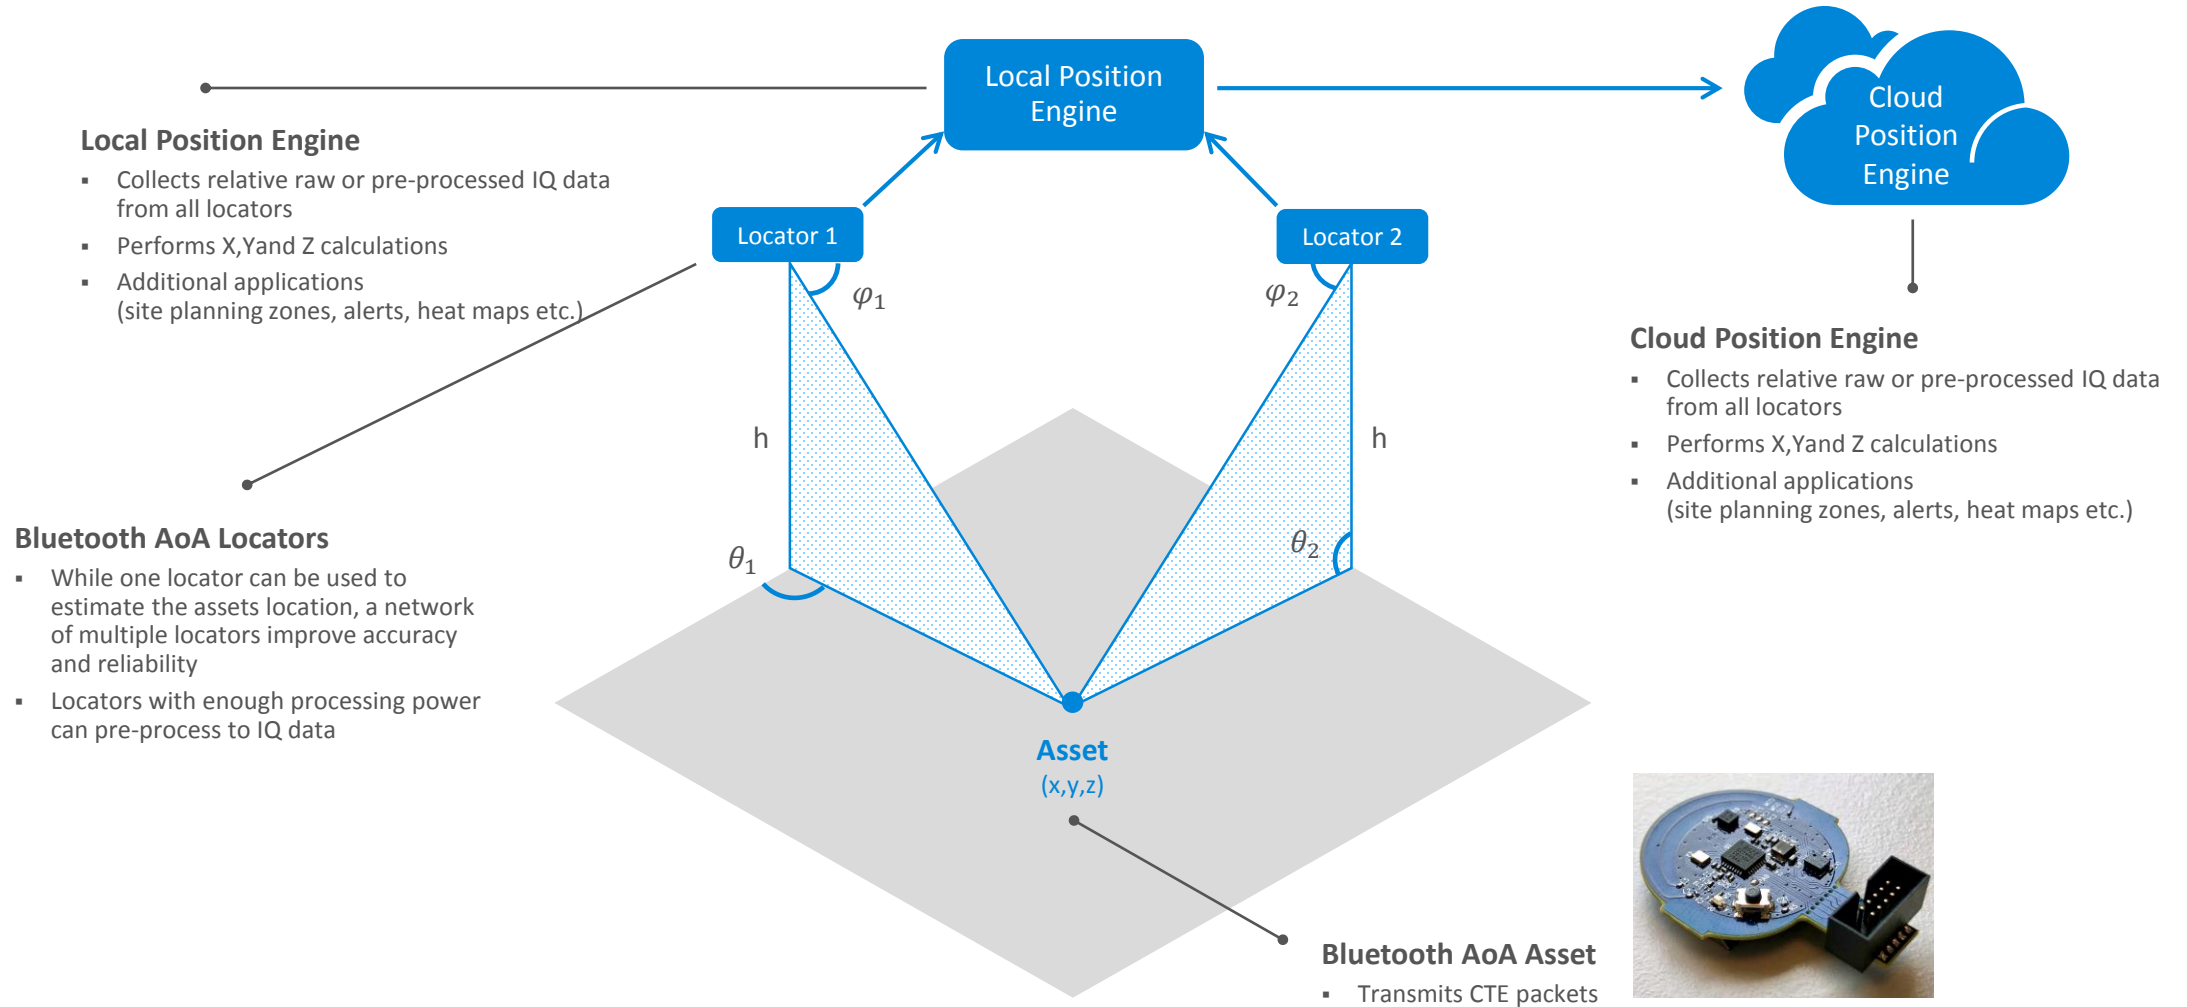 Local Position
Engine
Cloud
Position
Engine
Local Position Engine
▪ Collects relative raw or pre-processed IQ data
from all locators
▪ Performs X,Yand Z calculations
▪ Additional applications
(site planning zones, alerts, heat maps etc.)
Locator 1
Locator 2
φ1
φ2
h
h
θ1
θ2
Cloud Position Engine
▪ Collects relative raw or pre-processed IQ data
from all locators
▪ Performs X,Yand Z calculations
▪ Additional applications
(site planning zones, alerts, heat maps etc.)
Bluetooth AoA Locators
▪ While one locator can be used to
estimate the assets location, a network
of multiple locators improve accuracy
and reliability
▪ Locators with enough processing power
can pre-process to IQ data
Asset
(x,y,z)
Bluetooth AoA Asset
▪ Transmits CTE packets